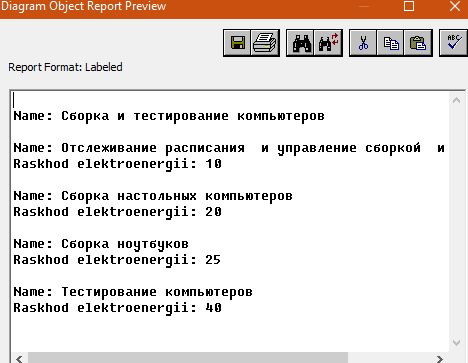 Diagram Object Report Preview
ABC
Report Format: Labeled
Name: Сборка и тестирование компьютеров
Name: Отслеживание расписания и управление сборкой и
Raskhod elektroenergii: 10
Name: Сборка настольных компьютеров
Raskhod elektroenergii: 20
Name: Сборка ноутбуков
Raskhod elektroenergii: 25
Name: Тестирование компьютеров
Raskhod elektroenergii: 40